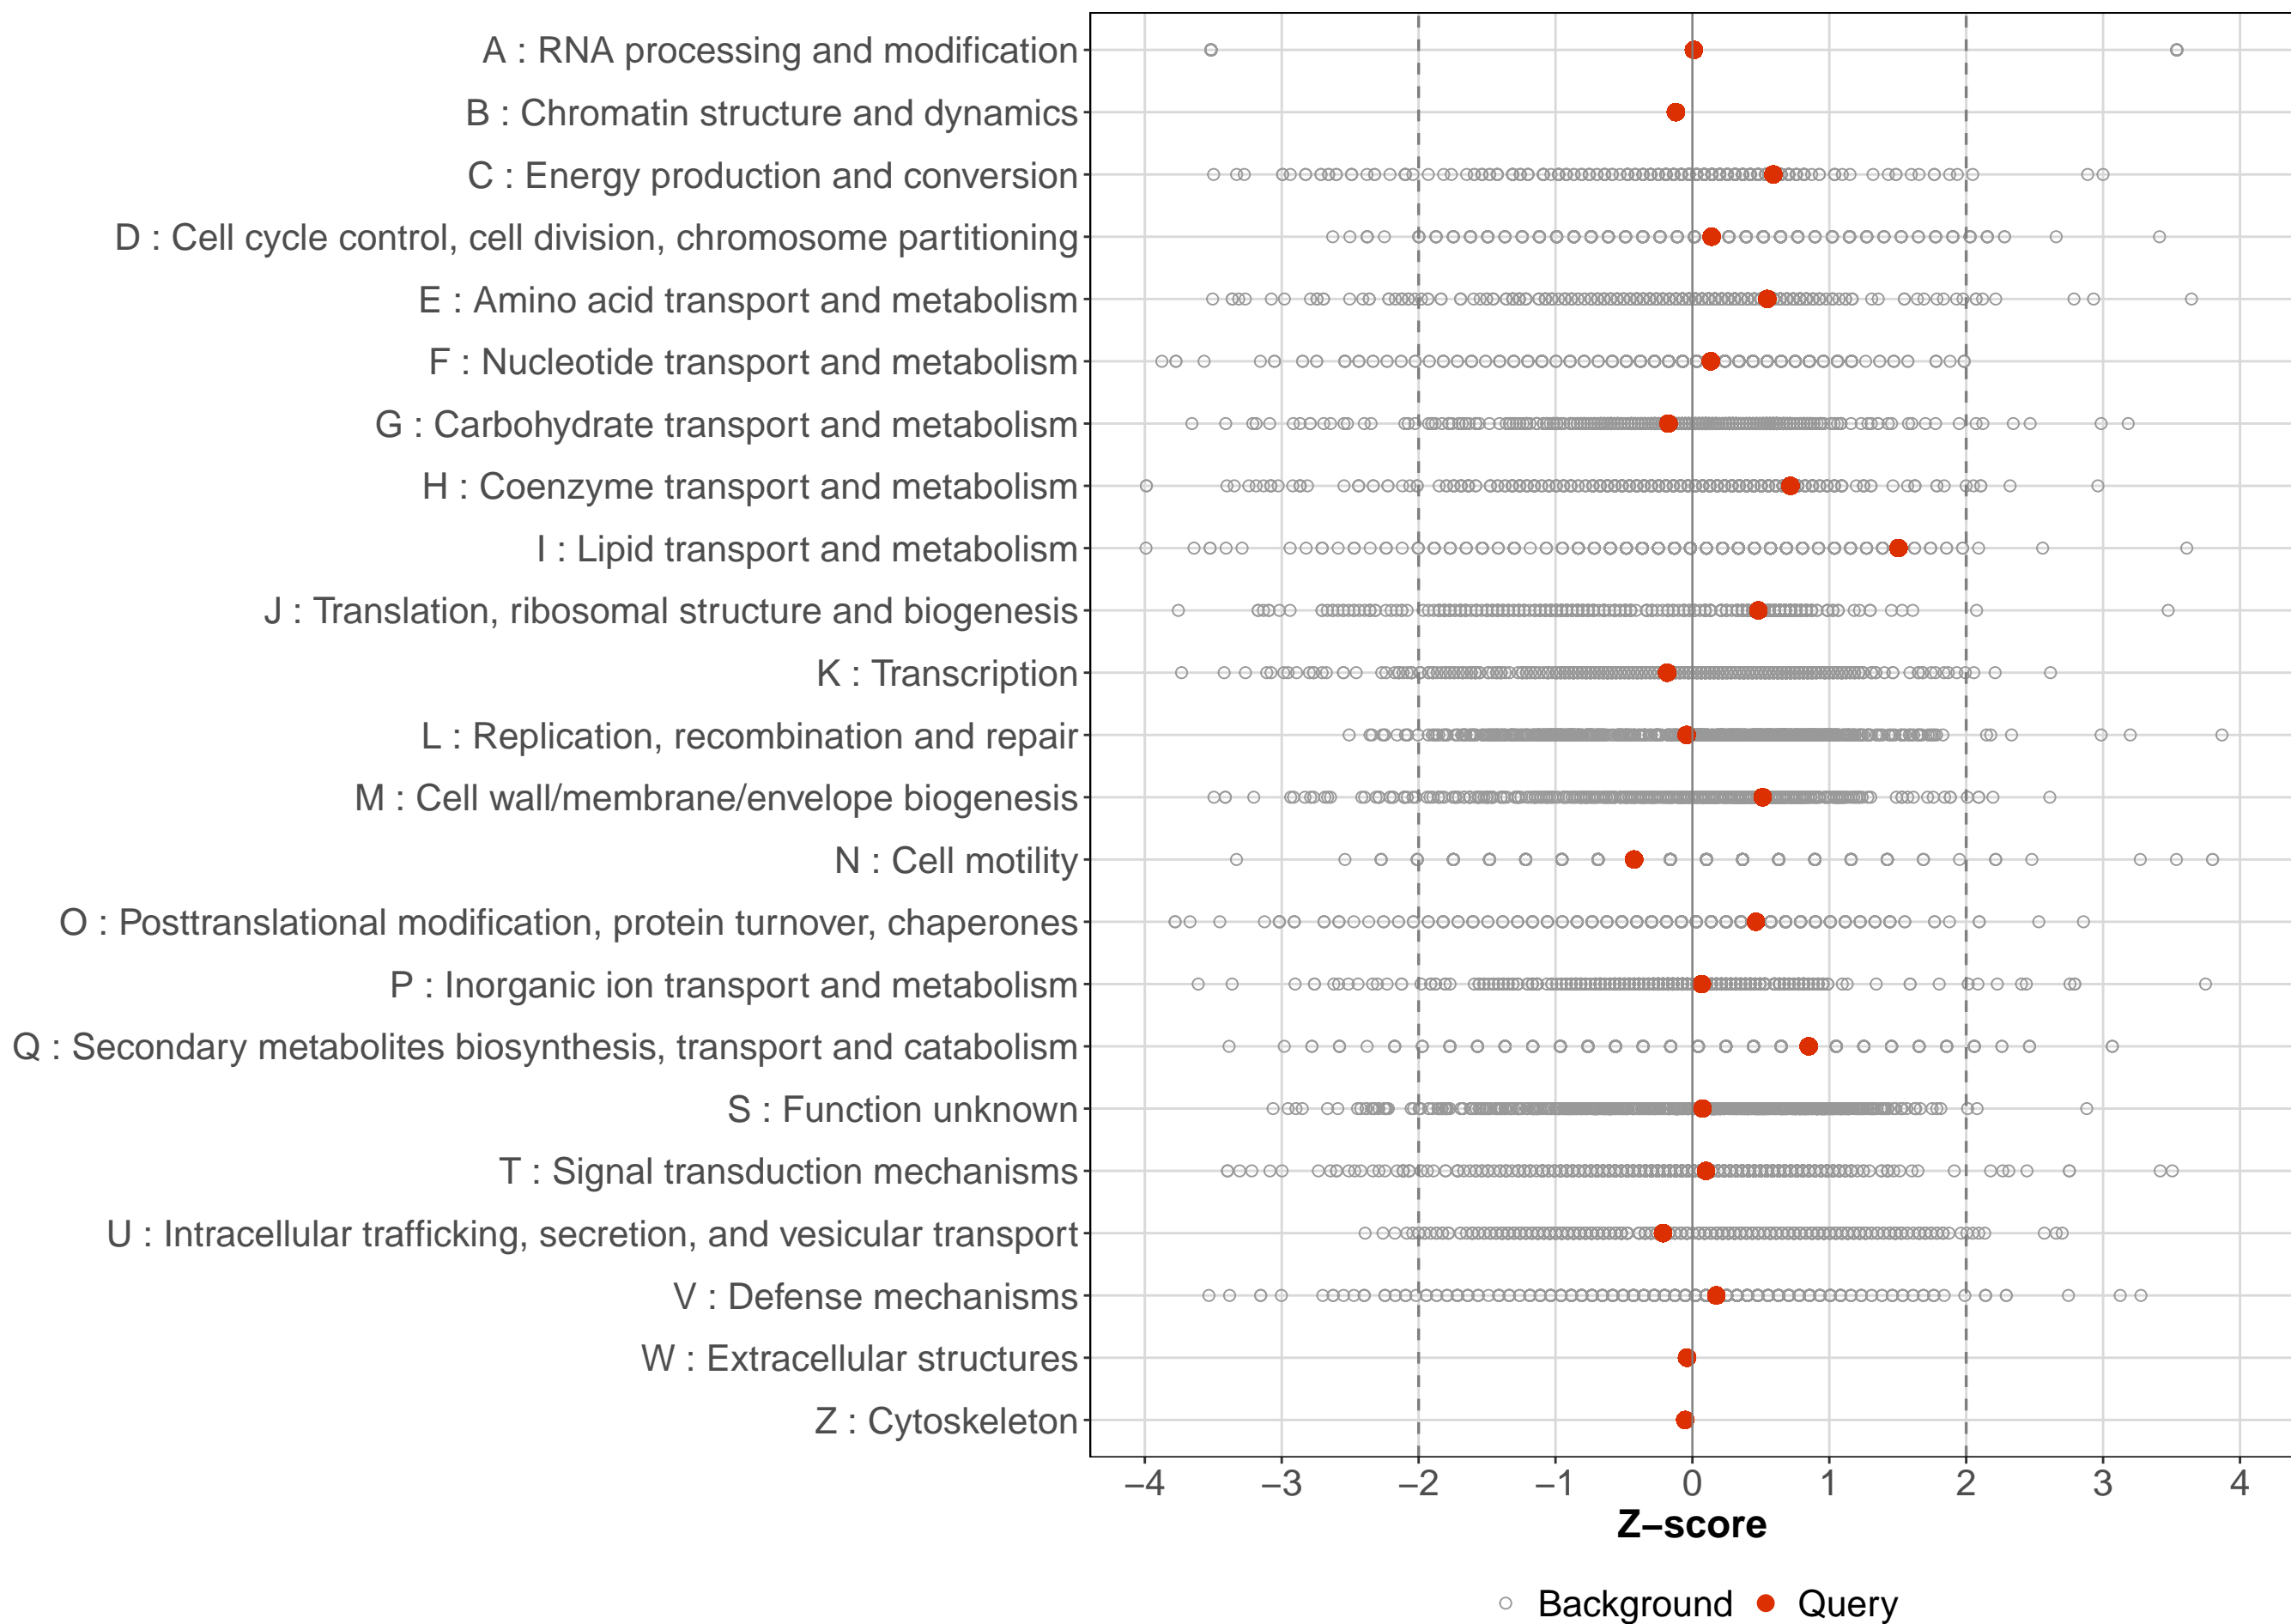 A : RNA processing and modification
B : Chromatin structure and dynamics
C : Energy production and conversion
D : Cell cycle control, cell division, chromosome partitioning
E : Amino acid transport and metabolism
F : Nucleotide transport and metabolism
G : Carbohydrate transport and metabolism
H : Coenzyme transport and metabolism
I : Lipid transport and metabolism
J : Translation, ribosomal structure and biogenesis
K : Transcription
L : Replication, recombination and repair
M : Cell wall/membrane/envelope biogenesis
N : Cell motility
O : Posttranslational modification, protein turnover, chaperones
P : Inorganic ion transport and metabolism
Q : Secondary metabolites biosynthesis, transport and catabolism
S : Function unknown
T : Signal transduction mechanisms
U : Intracellular trafficking, secretion, and vesicular transport
V : Defense mechanisms
W : Extracellular structures
Z : Cytoskeleton
−4 −3 −2 −1 0 1 2 3 4
Z−score
Background Query